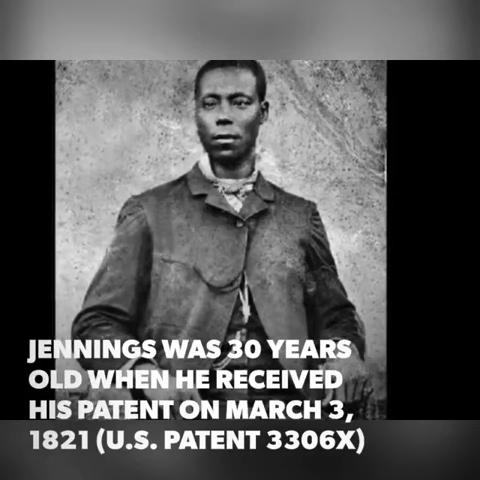 JENNINGS WAS 30 YEARS
OLD WHEN HE RECEIVED
HIS PATENT ON MARCH 3,
1821 (U.S. PATENT 3306X)